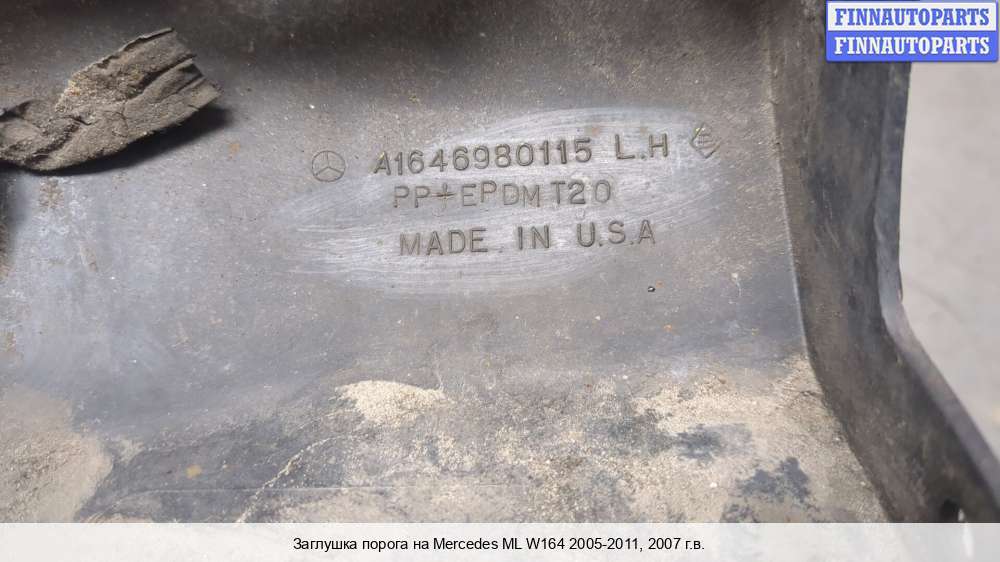 FINNAUTOPARTS
FINNAUTOPARTS
A1646980115 L.H E
PP+EPDM T20
MADE IN U.S.A
Заглушка порога на Mercedes ML W164 2005-2011, 2007 г.в.